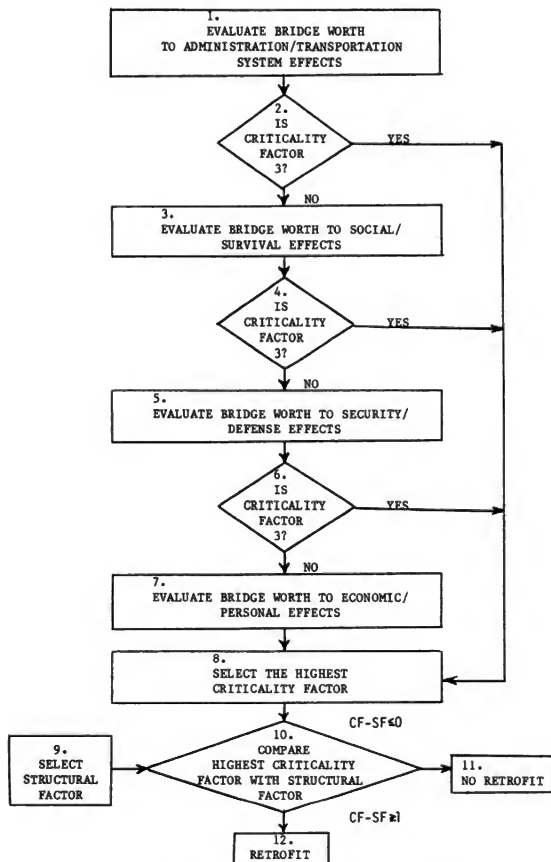 1.
EVALUATE BRIDGE WORTH
TO ADMINISTRATION/TRANSPORTATION
SYSTEM EFFECTS
2.
IS
CRITICALITY
FACTOR
3?
YES
NO
3.
EVALUATE BRIDGE WORTH TO SOCIAL/
SURVIVAL EFFECTS
4.
IS
CRITICALITY
FACTOR
3?
YES
NO
5.
EVALUATE BRIDGE WORTH TO SECURITY/
DEFENSE EFFECTS
6.
IS
CRITICALITY
FACTOR
3?
YES
NO
7.
EVALUATE BRIDGE WORTH TO ECONOMIC/
PERSONAL EFFECTS
8.
SELECT THE HIGHEST
CRITICALITY FACTOR
CF-SF≤0
9.
SELECT
STRUCTURAL
FACTOR
10.
COMPARE
HIGHEST CRITICALITY
FACTOR WITH STRUCTURAL
FACTOR
11.
NO RETROFIT
CF-SF≥1
12.
RETROFIT